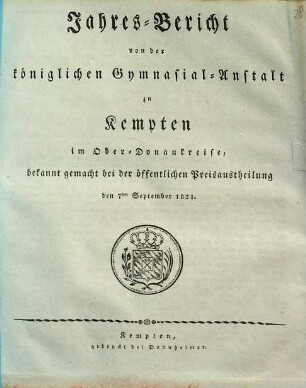 Jahres-Bericht
von der
königlichen Gymnasial-Anstalt
zu
Kempten
im Ober-Donaukreise,
bekannt gemacht bei der öffentlichen Preisaustheilung
den 7ten September 1821.
Kempten,
gedruckt bei Dannheimer.